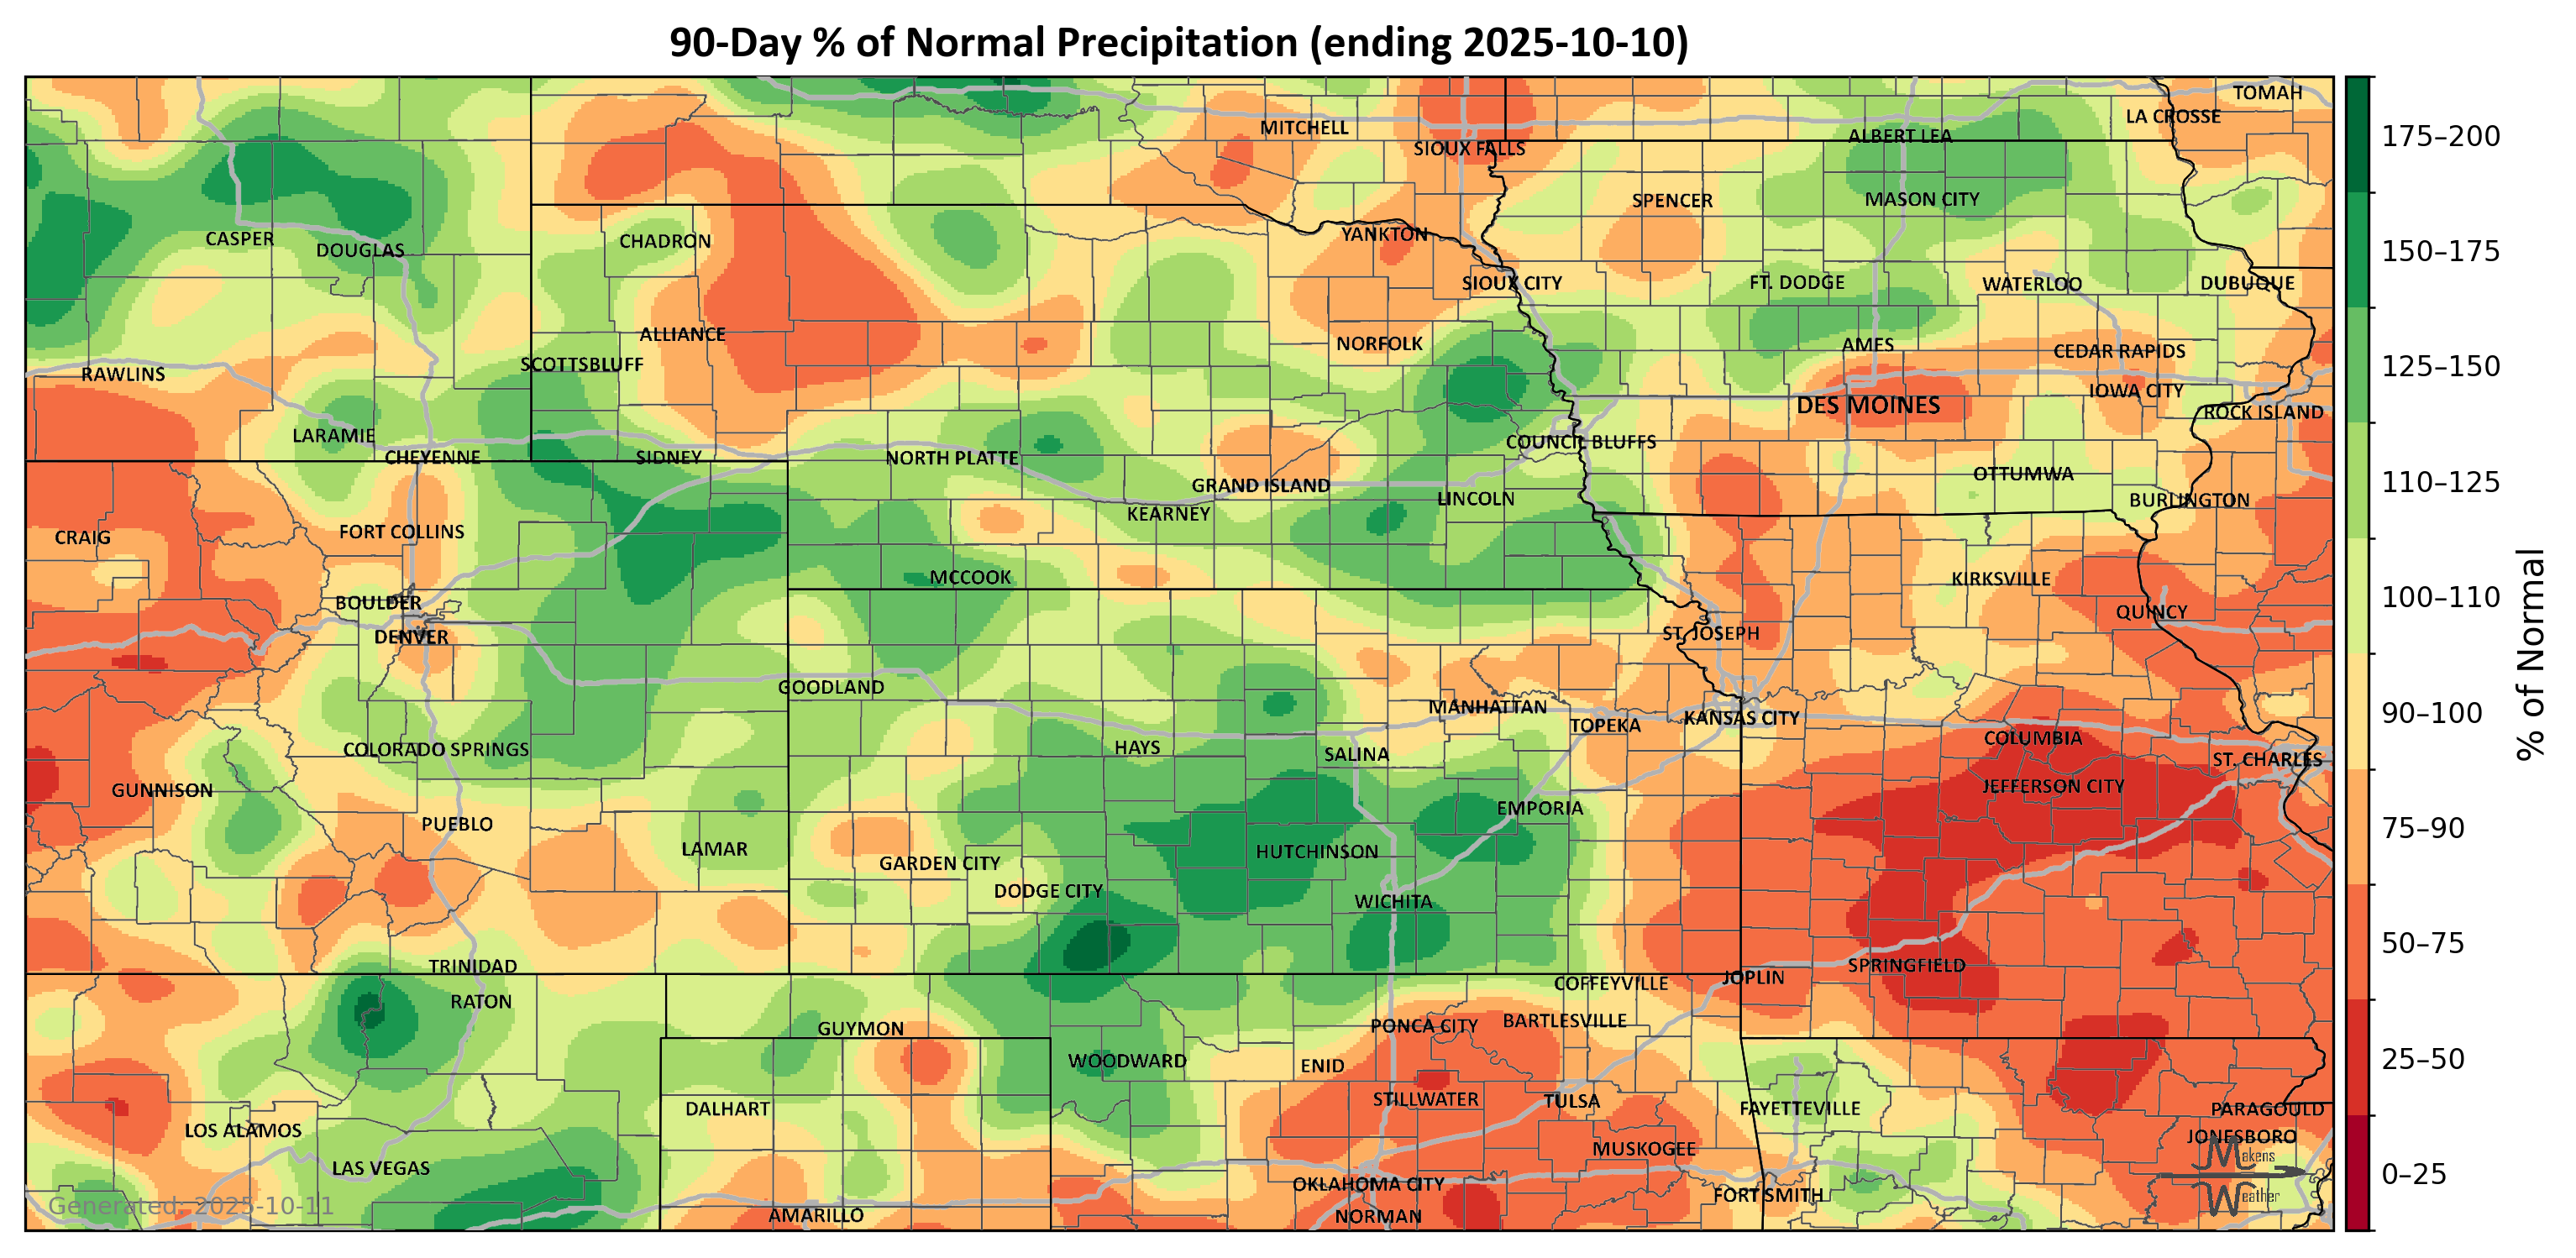 90-Day % of Normal Precipitation (ending 2025-10-10)
TOMAH
LA CROSSE
MITCHELL
ALBERT LEA
SIOUX FALLS
SPENCER
MASON CITY
CASPER
DOUGLAS
CHADRON
YANKTON
SIOUX CITY
FT. DODGE
WATERLOO
DUBUQUE
ALLIANCE
NORFOLK
AMES
CEDAR RAPIDS
SCOTTSBLUFF
RAWLINS
IOWA CITY
DES MOINES
ROCK ISLAND
LARAMIE
COUNCIL BLUFFS
CHEYENNE
SIDNEY
NORTH PLATTE
OTTUMWA
GRAND ISLAND
LINCOLN
BURLINGTON
KEARNEY
CRAIG
FORT COLLINS
MCCOOK
KIRKSVILLE
BOULDER
QUINCY
DENVER
ST. JOSEPH
GOODLAND
MANHATTAN
TOPEKA
KANSAS CITY
COLORADO SPRINGS
HAYS
SALINA
COLUMBIA
ST. CHARLES
GUNNISON
JEFFERSON CITY
EMPORIA
PUEBLO
LAMAR
GARDEN CITY
HUTCHINSON
DODGE CITY
WICHITA
TRINIDAD
SPRINGFIELD
JOPLIN
COFFEYVILLE
RATON
GUYMON
PONCA CITY
BARTLESVILLE
WOODWARD
ENID
DALHART
STILLWATER
TULSA
FAYETTEVILLE
PARAGOULD
LOS ALAMOS
JONESBORO
MUSKOGEE
LAS VEGAS
OKLAHOMA CITY
FORT SMITH
AMARILLO
NORMAN
Generated: 2025-10-11
Makens
Weather
175–200
150–175
125–150
110–125
100–110
90–100
75–90
50–75
25–50
0–25
% of Normal